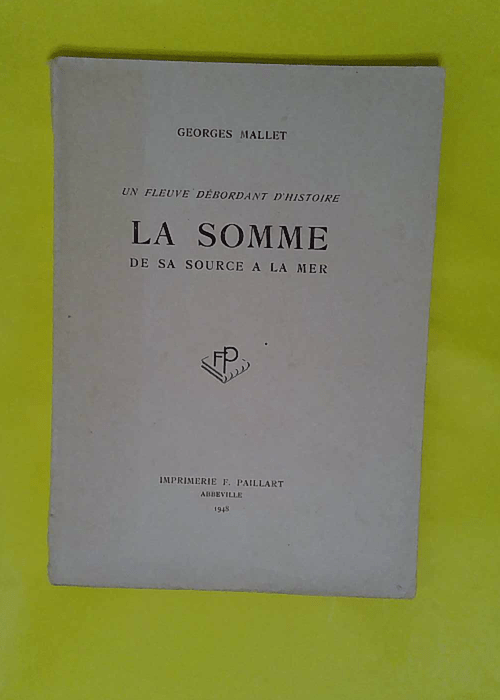 GEORGES MALLET
UN FLEUVE DÉBORDANT D'HISTOIRE
LA SOMME
DE SA SOURCE A LA MER
FP
IMPRIMERIE F. PAILLART
ABBEVILLE
1948